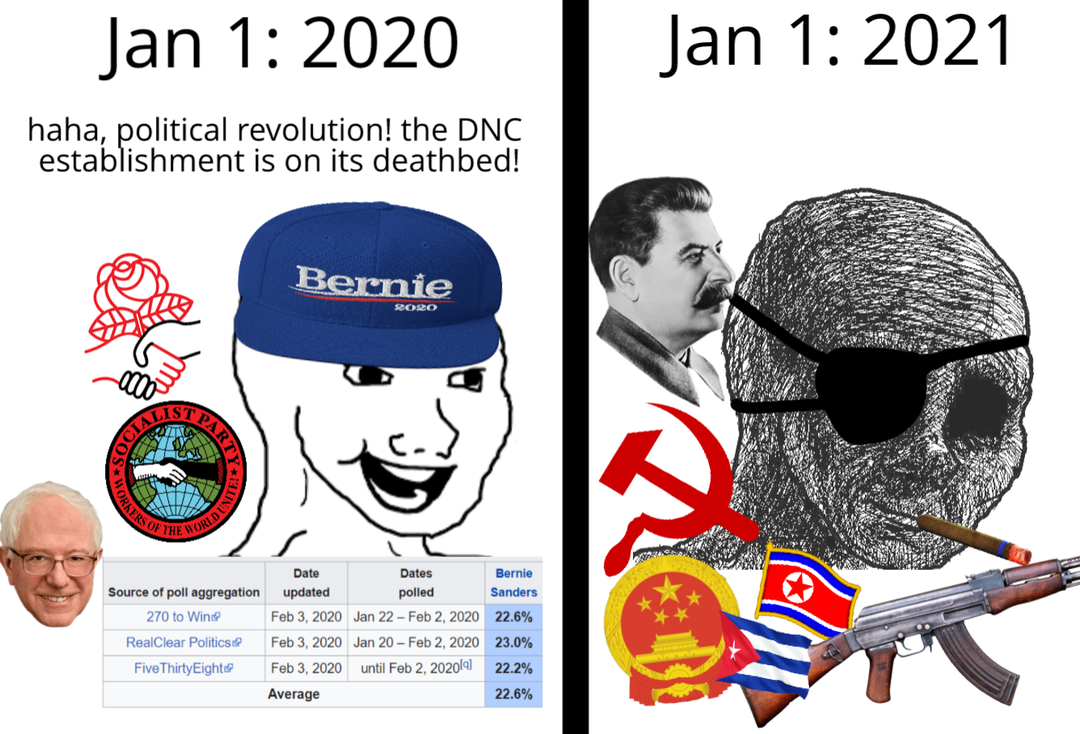 Jan 1: 2020
haha, political revolution! the DNC
establishment is on its deathbed!
Bernie
2020
SOCIALIST PARTY
WORKERS OF THE WORLD UNITE!
Source of poll aggregation Date updated Dates polled Bernie Sanders
270 to Win Feb 3, 2020 Jan 22 – Feb 2, 2020 22.6%
RealClear Politics Feb 3, 2020 Jan 20 – Feb 2, 2020 23.0%
FiveThirtyEight Feb 3, 2020 until Feb 2, 2020[q] 22.2%
Average 22.6%
Jan 1: 2021